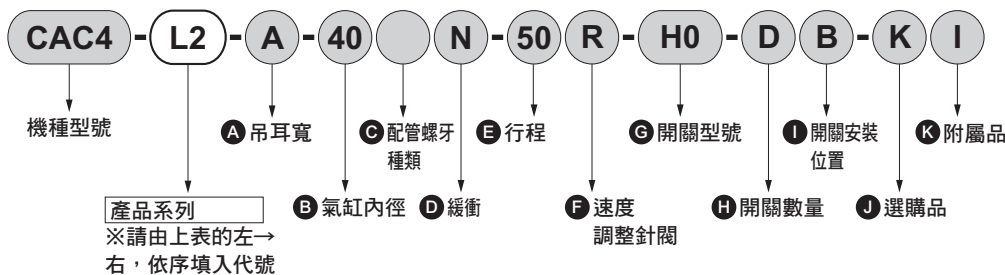 CAC4 - L2 - A - 40 N - 50 R - H0 - D B - K I
機種型號
A 吊耳寬
C 配管螺牙
種類
E 行程
G 開關型號
I 開關安裝
位置
K 附屬品
產品系列
※請由上表的左→
右，依序填入代號
B 氣缸內徑
D 緩衝
F 速度
調整針閥
H 開關數量
J 選購品